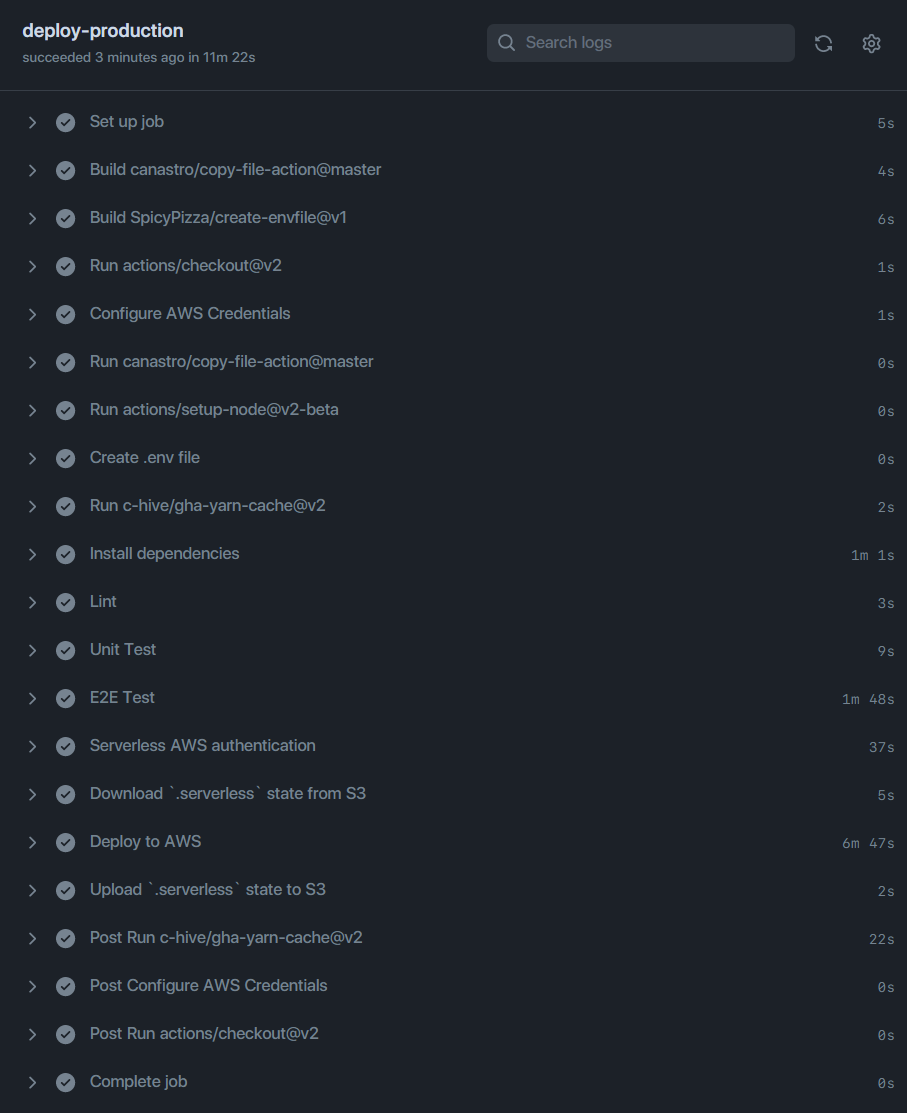 deploy-production
succeeded 3 minutes ago in 11m 22s
Search logs
Set up job 5s
Build canastro/copy-file-action@master 4s
Build SpicyPizza/create-envfile@v1 6s
Run actions/checkout@v2 1s
Configure AWS Credentials 1s
Run canastro/copy-file-action@master 0s
Run actions/setup-node@v2-beta 0s
Create .env file 0s
Run c-hive/gha-yarn-cache@v2 2s
Install dependencies 1m 1s
Lint 3s
Unit Test 9s
E2E Test 1m 48s
Serverless AWS authentication 37s
Download `.serverless` state from S3 5s
Deploy to AWS 6m 47s
Upload `.serverless` state to S3 2s
Post Run c-hive/gha-yarn-cache@v2 22s
Post Configure AWS Credentials 0s
Post Run actions/checkout@v2 0s
Complete job 0s